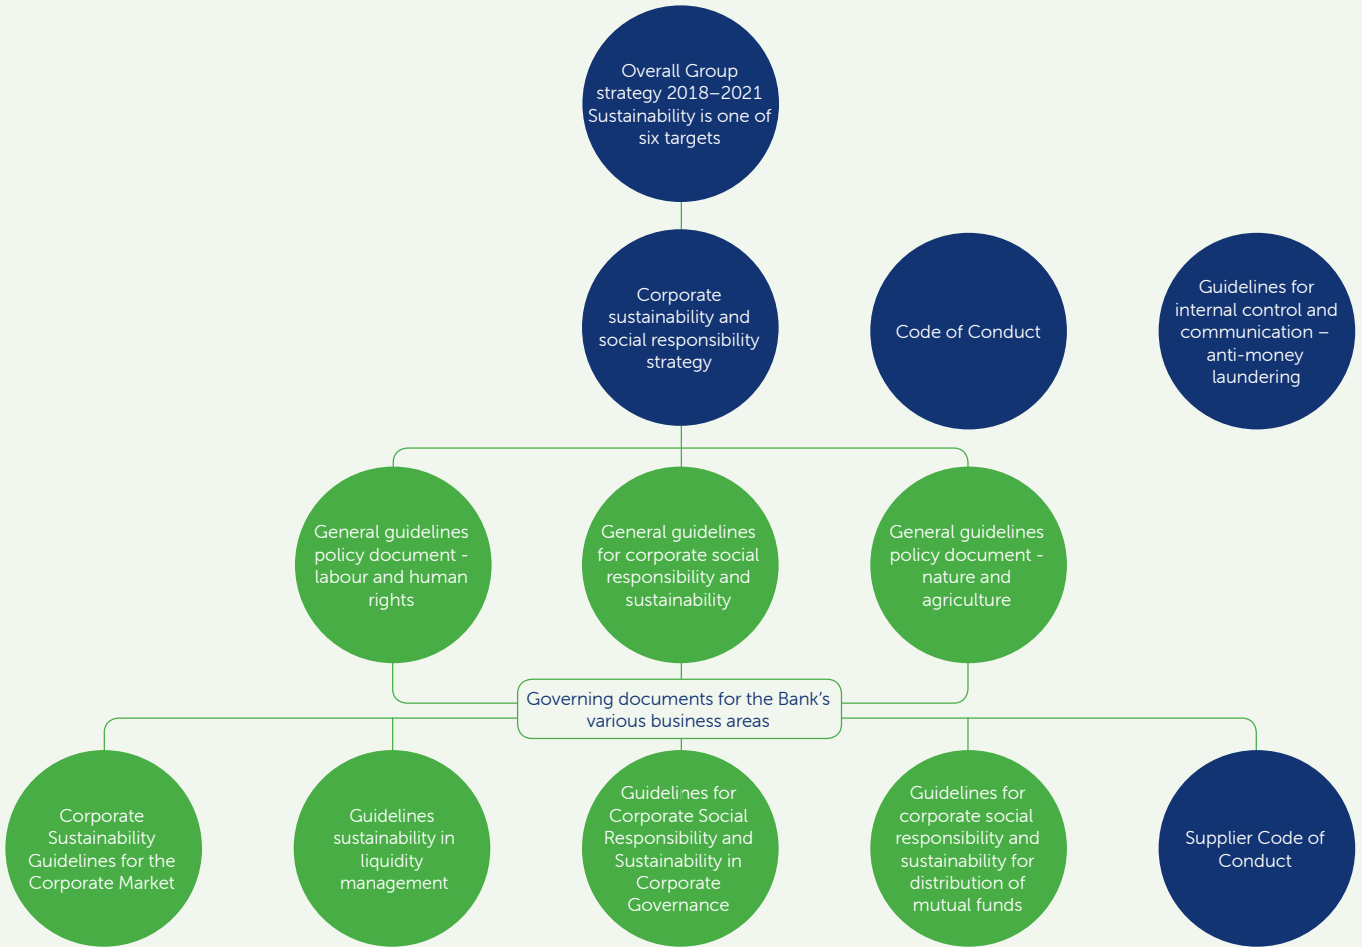 Overall Group
strategy 2018–2021
Sustainability is one of
six targets
Corporate
sustainability and
social responsibility
strategy
Code of Conduct
Guidelines for
internal control and
communication –
anti-money
laundering
General guidelines
policy document -
labour and human
rights
General guidelines
for corporate social
responsibility and
sustainability
General guidelines
policy document -
nature and
agriculture
Governing documents for the Bank's
various business areas
Corporate
Sustainability
Guidelines for the
Corporate Market
Guidelines
sustainability in
liquidity
management
Guidelines for
Corporate Social
Responsibility and
Sustainability in
Corporate
Governance
Guidelines for
corporate social
responsibility and
sustainability for
distribution of
mutual funds
Supplier Code of
Conduct